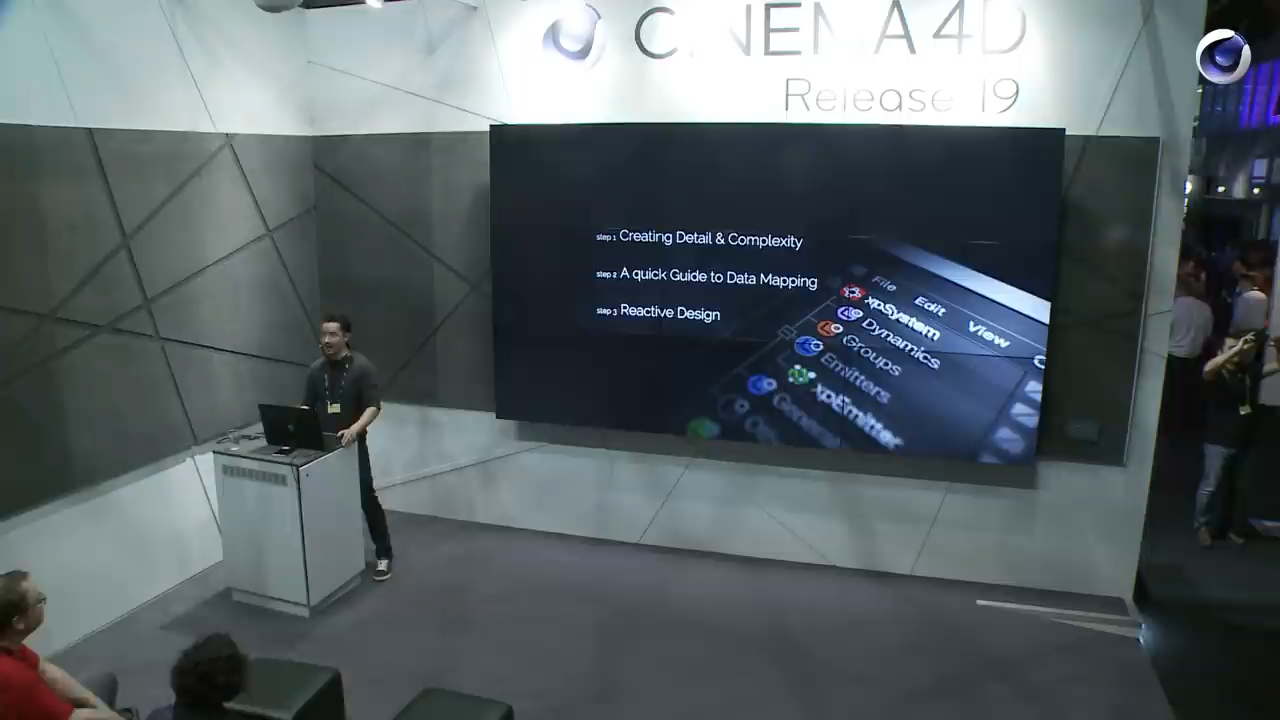 CINEMA 4D
Release 19
step 1 Creating Detail & Complexity
step 2 A quick Guide to Data Mapping
step 3 Reactive Design
File Edit View
xpSystem
Dynamics
Groups
Emitters
xpEmitter